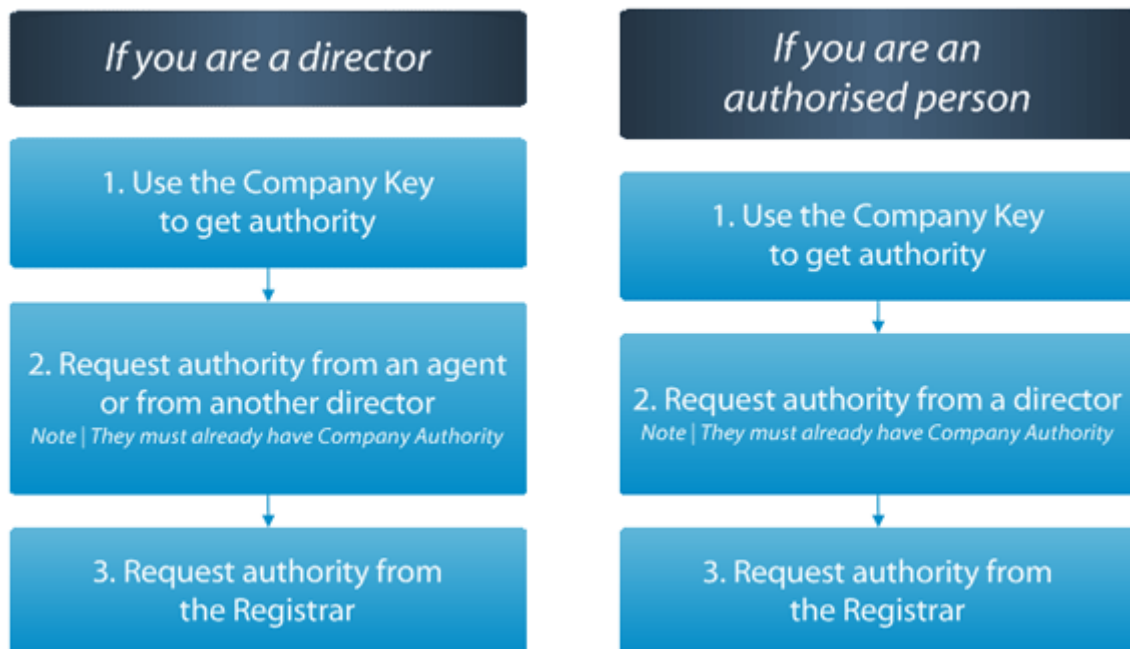 If you are a director
1. Use the Company Key
to get authority
2. Request authority from an agent
or from another director
Note | They must already have Company Authority
3. Request authority from
the Registrar
If you are an
authorised person
1. Use the Company Key
to get authority
2. Request authority from a director
Note | They must already have Company Authority
3. Request authority from
the Registrar